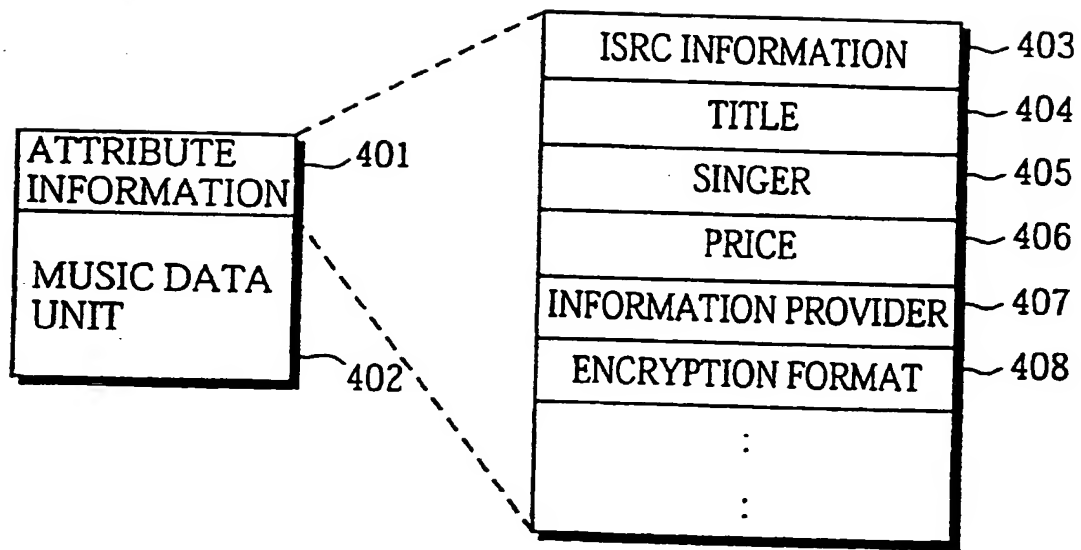 ATTRIBUTE
INFORMATION
401
MUSIC DATA
UNIT
402
ISRC INFORMATION
403
TITLE
404
SINGER
405
PRICE
406
INFORMATION PROVIDER
407
ENCRYPTION FORMAT
408